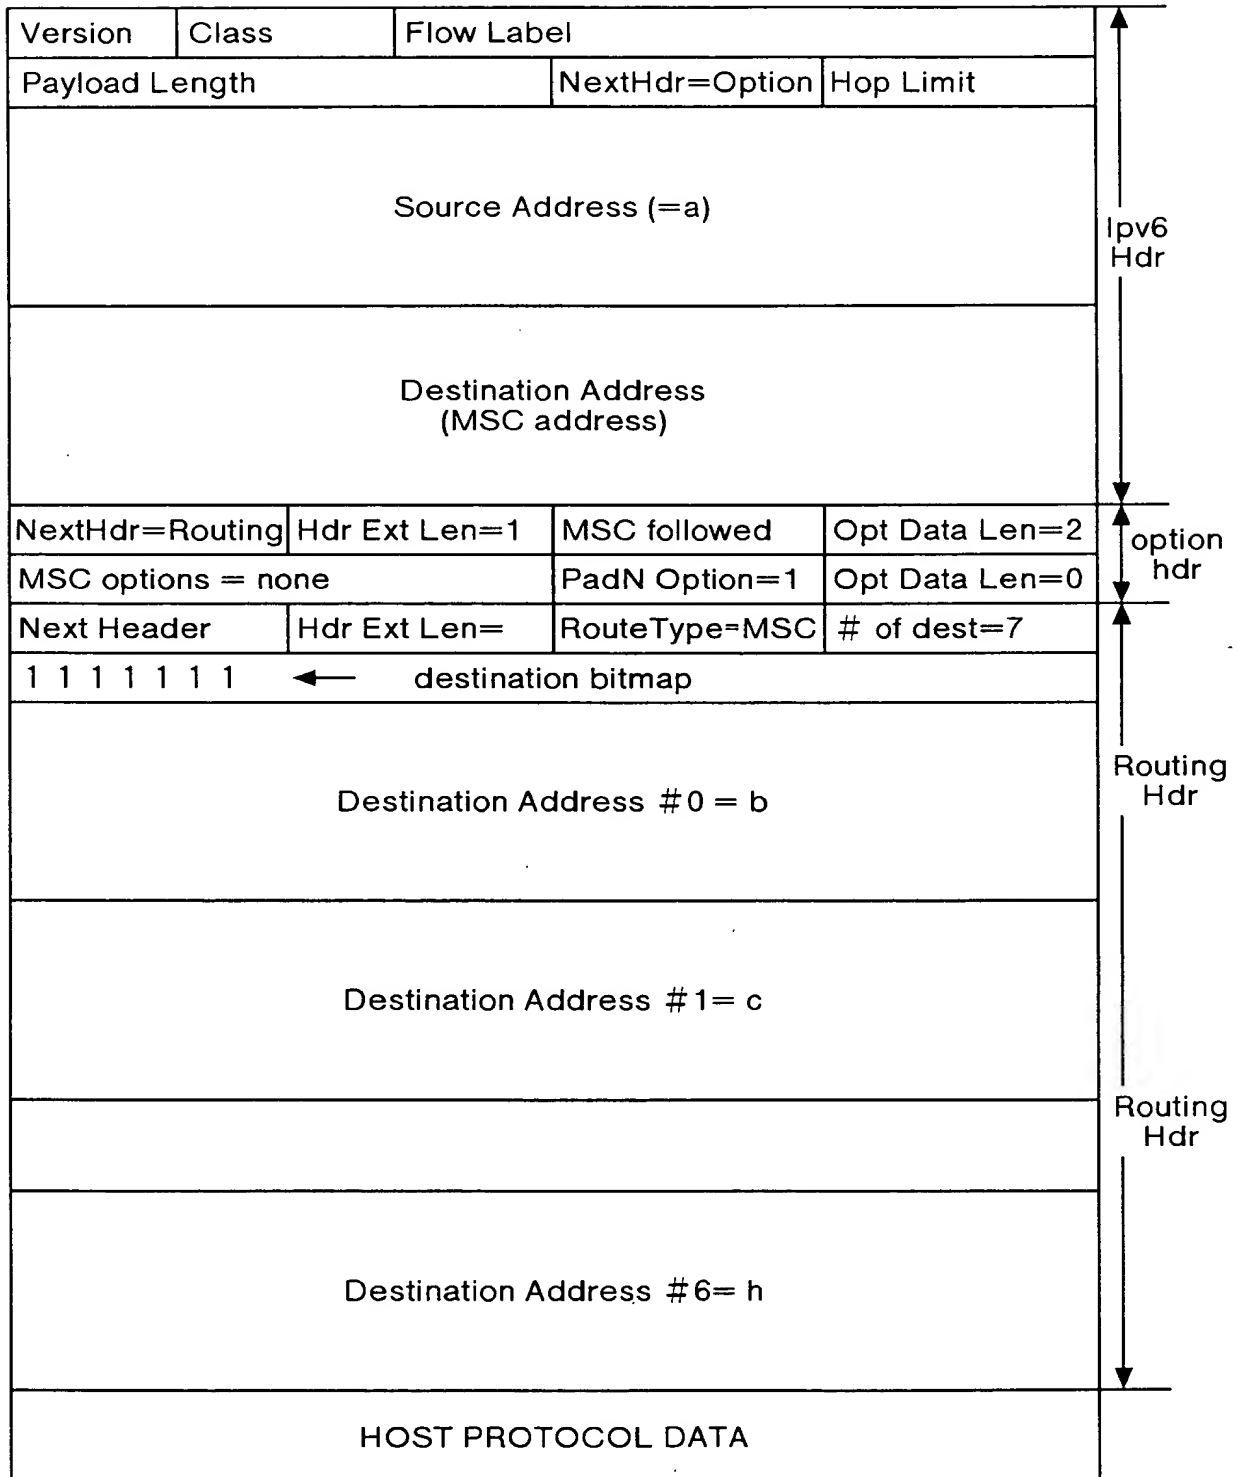 Version Class Flow Label
Payload Length NextHdr=Option Hop Limit
Source Address (=a)
Ipv6
Hdr
Destination Address
(MSC address)
NextHdr=Routing Hdr Ext Len=1 MSC followed Opt Data Len=2
option
hdr
MSC options = none PadN Option=1 Opt Data Len=0
Next Header Hdr Ext Len= RouteType=MSC # of dest=7
1 1 1 1 1 1 1 ← destination bitmap
Routing
Hdr
Destination Address #0 = b
Destination Address #1= c
Routing
Hdr
Destination Address #6= h
HOST PROTOCOL DATA